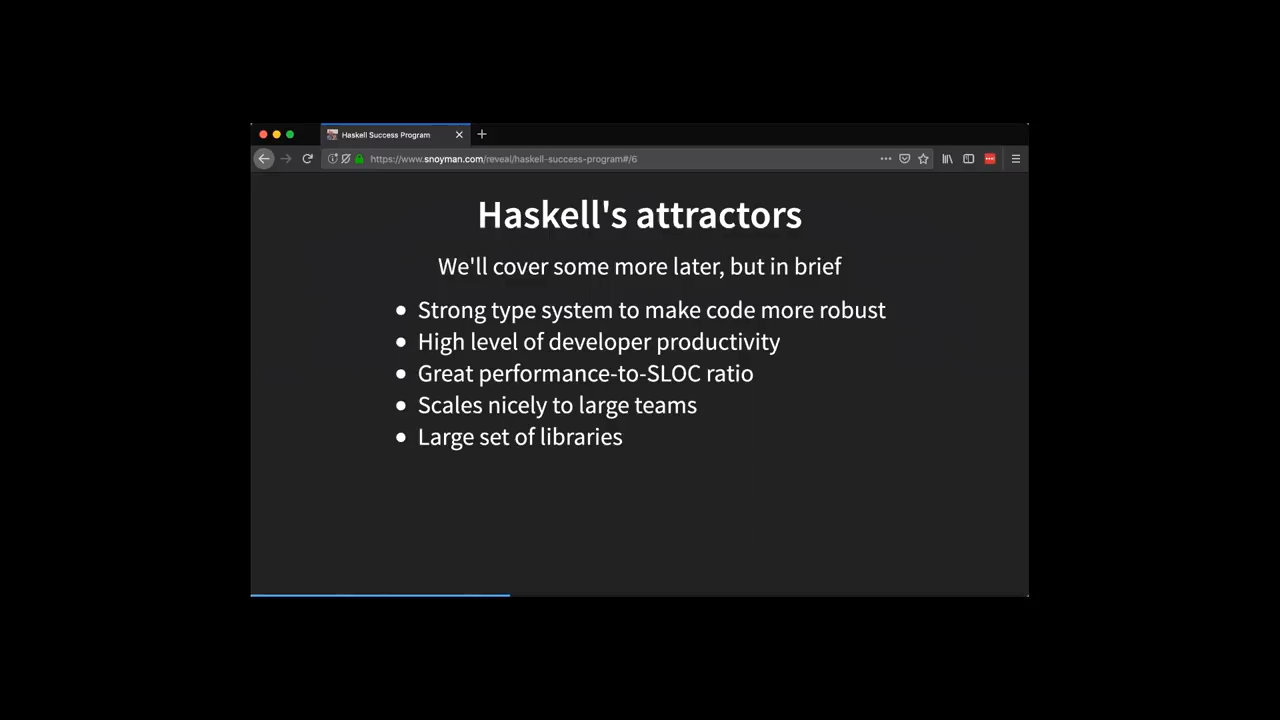 Haskell Success Program
https://www.snoyman.com/reveal/haskell-success-program#/6
Haskell's attractors
We'll cover some more later, but in brief
• Strong type system to make code more robust
• High level of developer productivity
• Great performance-to-SLOC ratio
• Scales nicely to large teams
• Large set of libraries